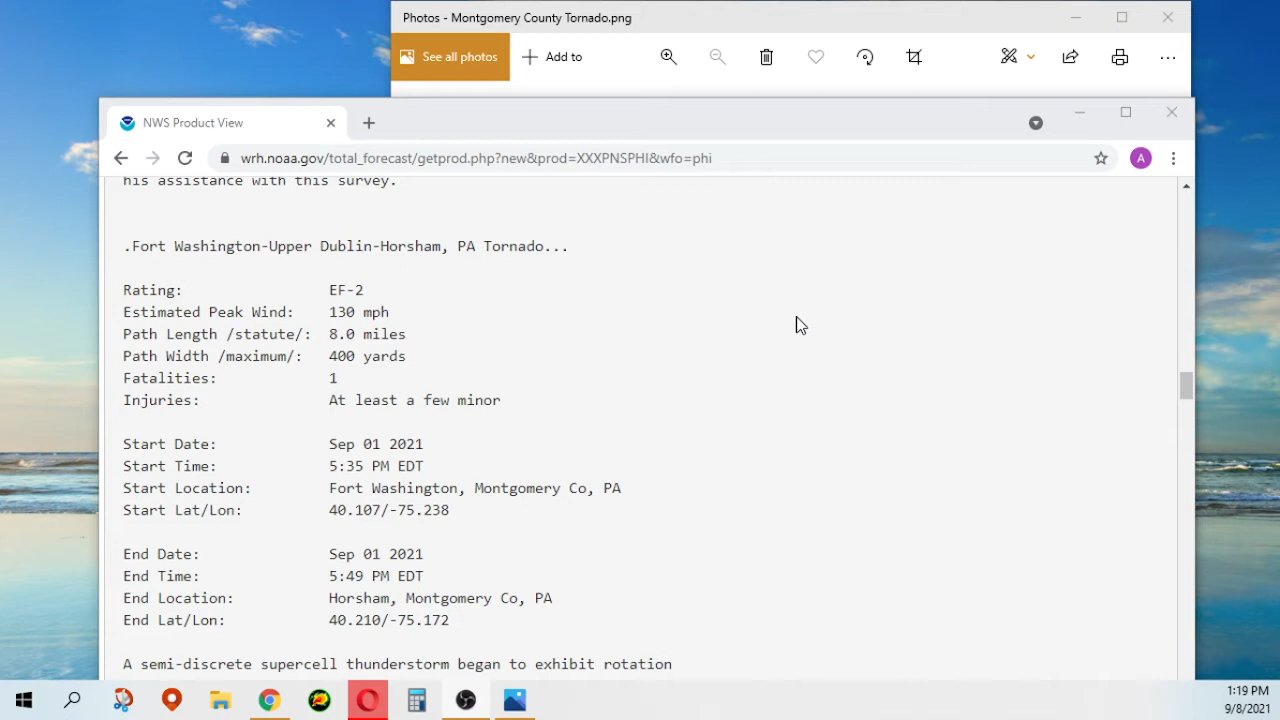 Photos - Montgomery County Tornado.png
See all photos
Add to
NWS Product View
wrh.noaa.gov/total_forecast/getprod.php?new&prod=XXXPNSPHI&wfo=phi
A
his assistance with this survey.
.Fort Washington-Upper Dublin-Horsham, PA Tornado...
Rating: EF-2
Estimated Peak Wind: 130 mph
Path Length /statute/: 8.0 miles
Path Width /maximum/: 400 yards
Fatalities: 1
Injuries: At least a few minor
Start Date: Sep 01 2021
Start Time: 5:35 PM EDT
Start Location: Fort Washington, Montgomery Co, PA
Start Lat/Lon: 40.107/-75.238
End Date: Sep 01 2021
End Time: 5:49 PM EDT
End Location: Horsham, Montgomery Co, PA
End Lat/Lon: 40.210/-75.172
A semi-discrete supercell thunderstorm began to exhibit rotation
1:19 PM
9/8/2021